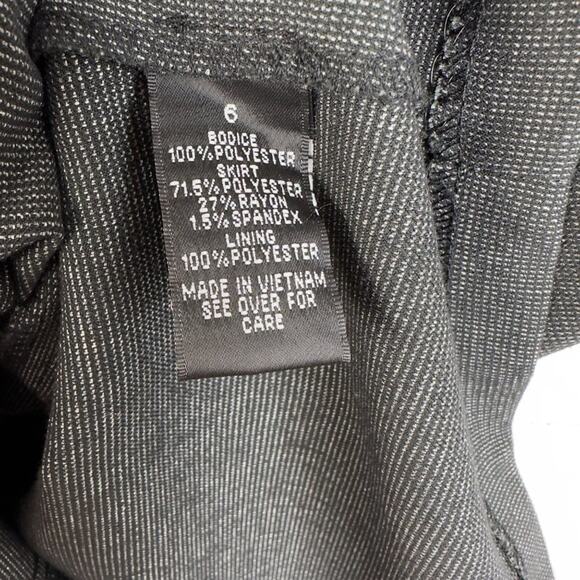 6
BODICE
100%POLYESTER
SKIRT
71.5%POLYESTER
27%RAYON
1.5%SPANDEX
LINING
100%POLYESTER
MADE IN VIETNAM
SEE OVER FOR
CARE